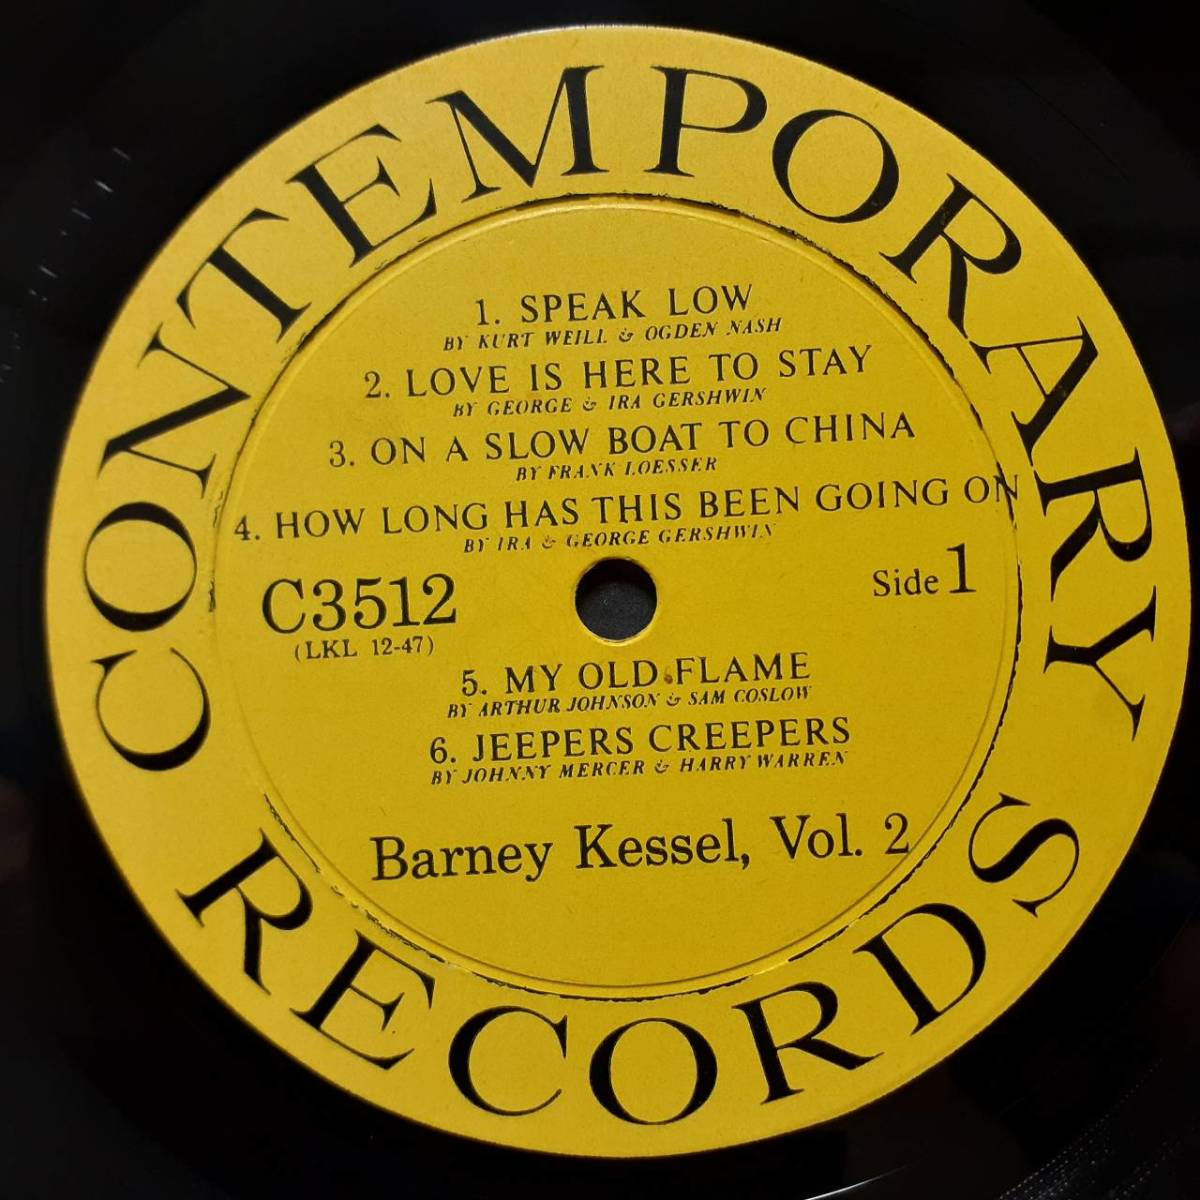 CONTEMPORARY
1. SPEAK LOW
BY KURT WEILL & OGDEN NASH
2. LOVE IS HERE TO STAY
BY GEORGE & IRA GERSHWIN
3. ON A SLOW BOAT TO CHINA
BY FRANK LOESSER
4. HOW LONG HAS THIS BEEN GOING ON
BY IRA & GEORGE GERSHWIN
C3512
(LKL 12-47)
Side 1
5. MY OLD FLAME
BY ARTHUR JOHNSON & SAM COSLOW
6. JEEPERS CREEPERS
BY JOHNNY MERCER & HARRY WARREN
Barney Kessel, Vol. 2
RECORDS